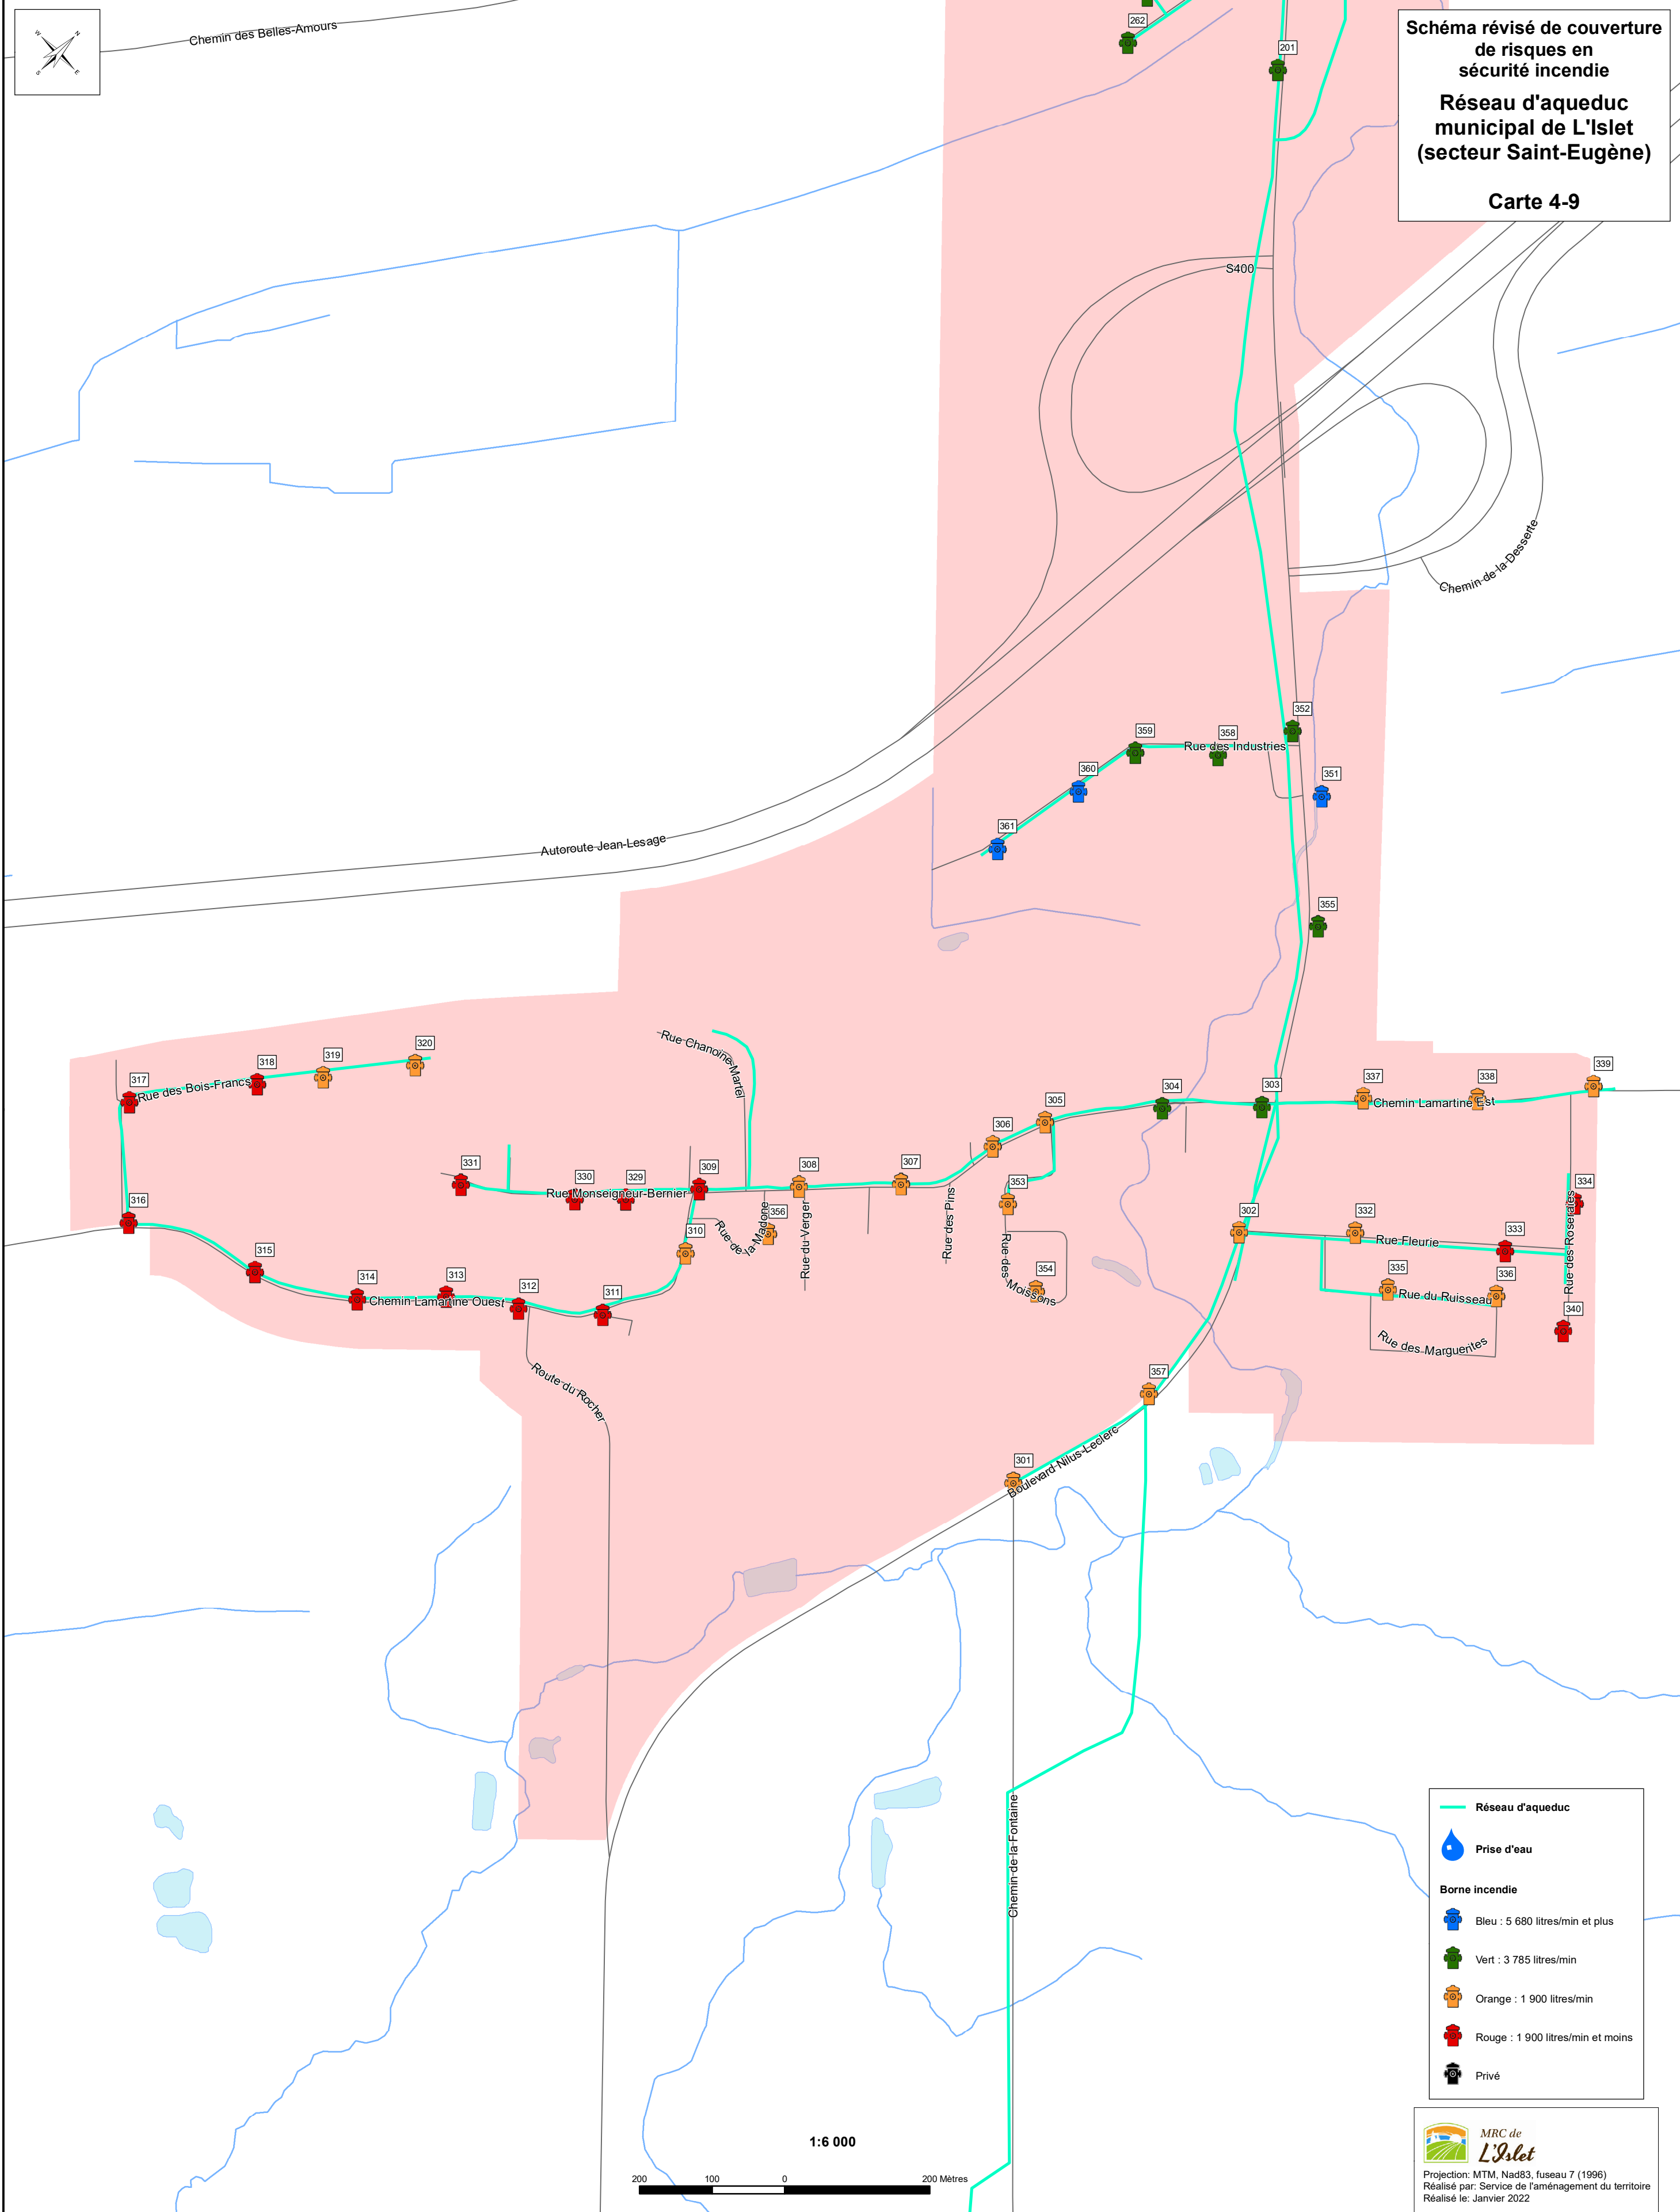 Schéma révisé de couverture
de risques en
sécurité incendie
Réseau d'aqueduc
municipal de L'Islet
(secteur Saint-Eugène)
Carte 4-9
N
W
S
E
Chemin des Belles-Amours
262
201
S400
Chemin de la Desserte
352
359
358
Rue des Industries
360
351
361
Autoroute Jean-Lesage
355
320
319
318
317
Rue des Bois-Francs
Rue Chanoine-Martel
339
337
338
Chemin Lamartine Est
303
304
305
306
331
330
329
309
308
307
Rue Monseigneur-Bernier
353
334
316
310
356
Rue de la Madone
Rue du Verger
Rue des Pins
302
332
333
Rue Fleurie
Rue des Roseraies
315
314
313
312
311
Chemin Lamartine Ouest
354
Rue des Moissons
335
336
Rue du Ruisseau
340
Rue des Marguerites
Route du Rocher
357
301
Boulevard Nilus-Leclerc
Chemin de la Fontaine
Réseau d'aqueduc
Prise d'eau
Borne incendie
Bleu : 5 680 litres/min et plus
Vert : 3 785 litres/min
Orange : 1 900 litres/min
Rouge : 1 900 litres/min et moins
Privé
1:6 000
200 100 0 200 Mètres
MRC de
L'Islet
Projection: MTM, Nad83, fuseau 7 (1996)
Réalisé par: Service de l'aménagement du territoire
Réalisé le: Janvier 2022